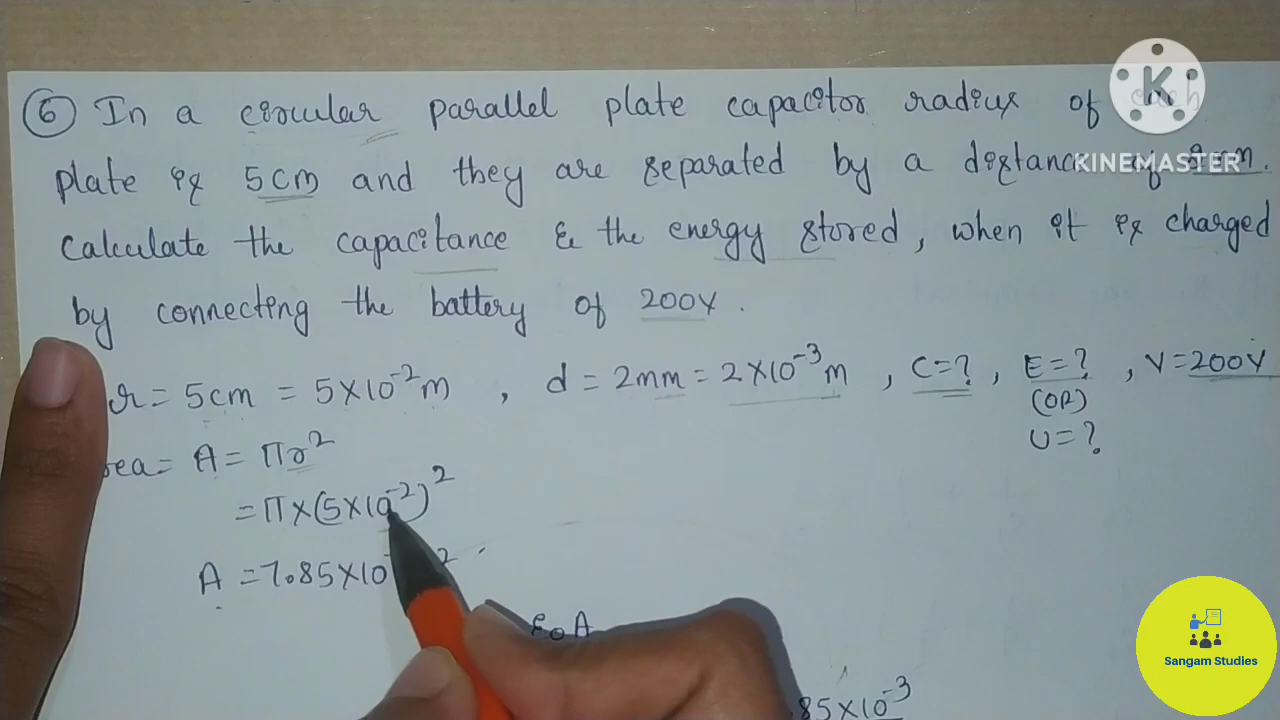 ⑥ In a circular parallel plate capacitor radius of each
plate is 5cm and they are separated by a distance of 2mm.
KINEMASTER
calculate the capacitance & the energy stored, when it is charged
by connecting the battery of 200V.
r = 5cm = 5×10⁻²m , d = 2mm = 2×10⁻³m , C=? , E=? , V=200V
(OR)
U=?
A = πr²
= π×(5×10⁻²)²
A = 7.85×10
ε₀A
85×10⁻³
Sangam Studies